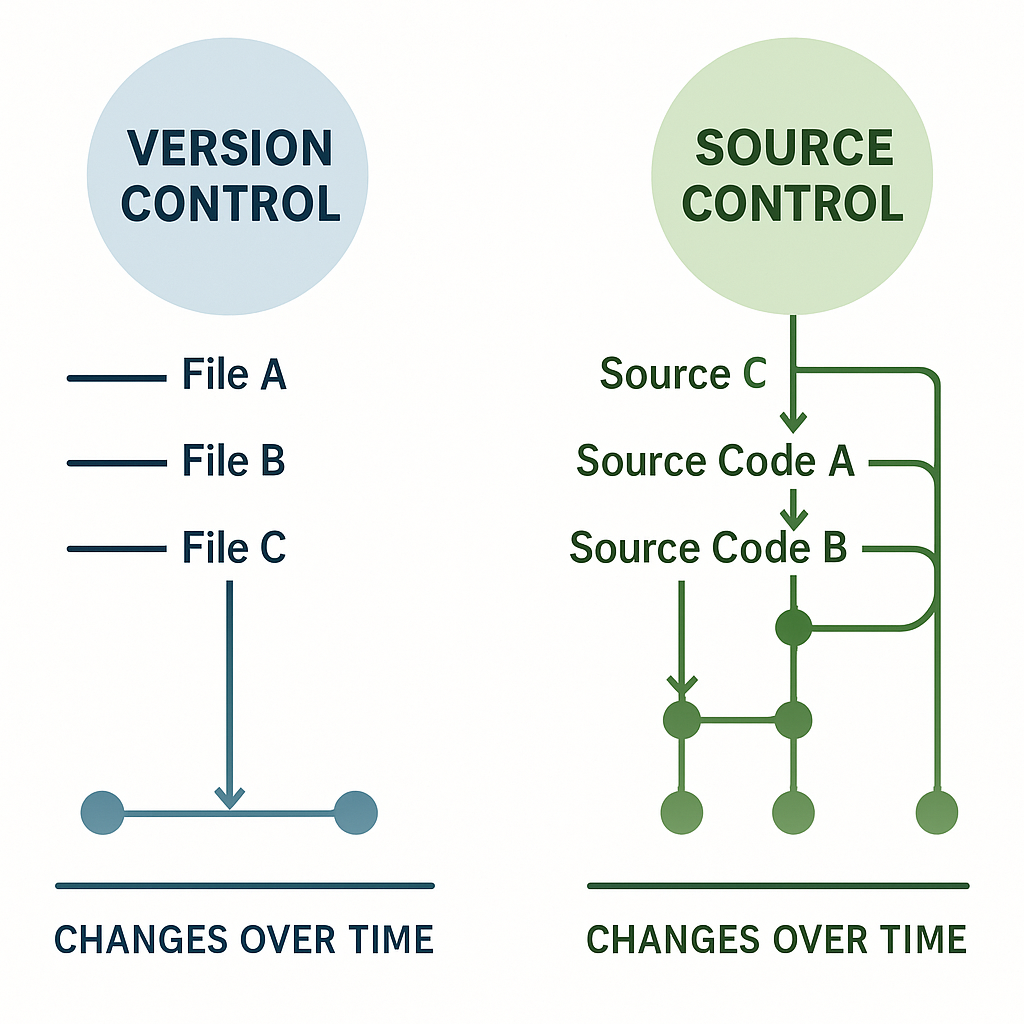 VERSION
CONTROL
File A
File B
File C
CHANGES OVER TIME
SOURCE
CONTROL
Source C
Source Code A
Source Code B
CHANGES OVER TIME